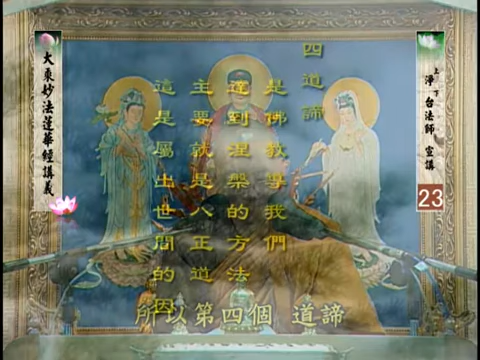 大乘妙法蓮華經講義
上淨下台法師 宣講
23
四道諦
是佛教導我們
達到涅槃的方法
主要就是八正道
這是屬出世間的因
所以第四個 道諦